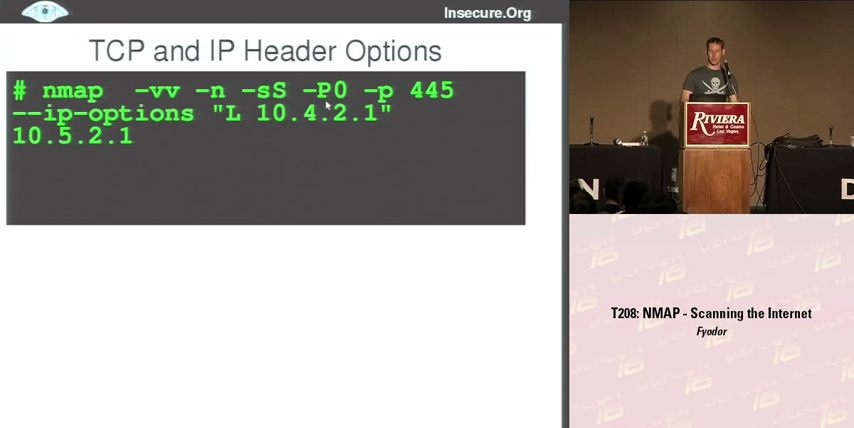 Insecure.Org
TCP and IP Header Options
# nmap -vv -n -sS -P0 -p 445
--ip-options "L 10.4.2.1"
10.5.2.1
RIVIERA
Hotel & Casino
Las Vegas
N
D
T208: NMAP - Scanning the Internet
Fyodor